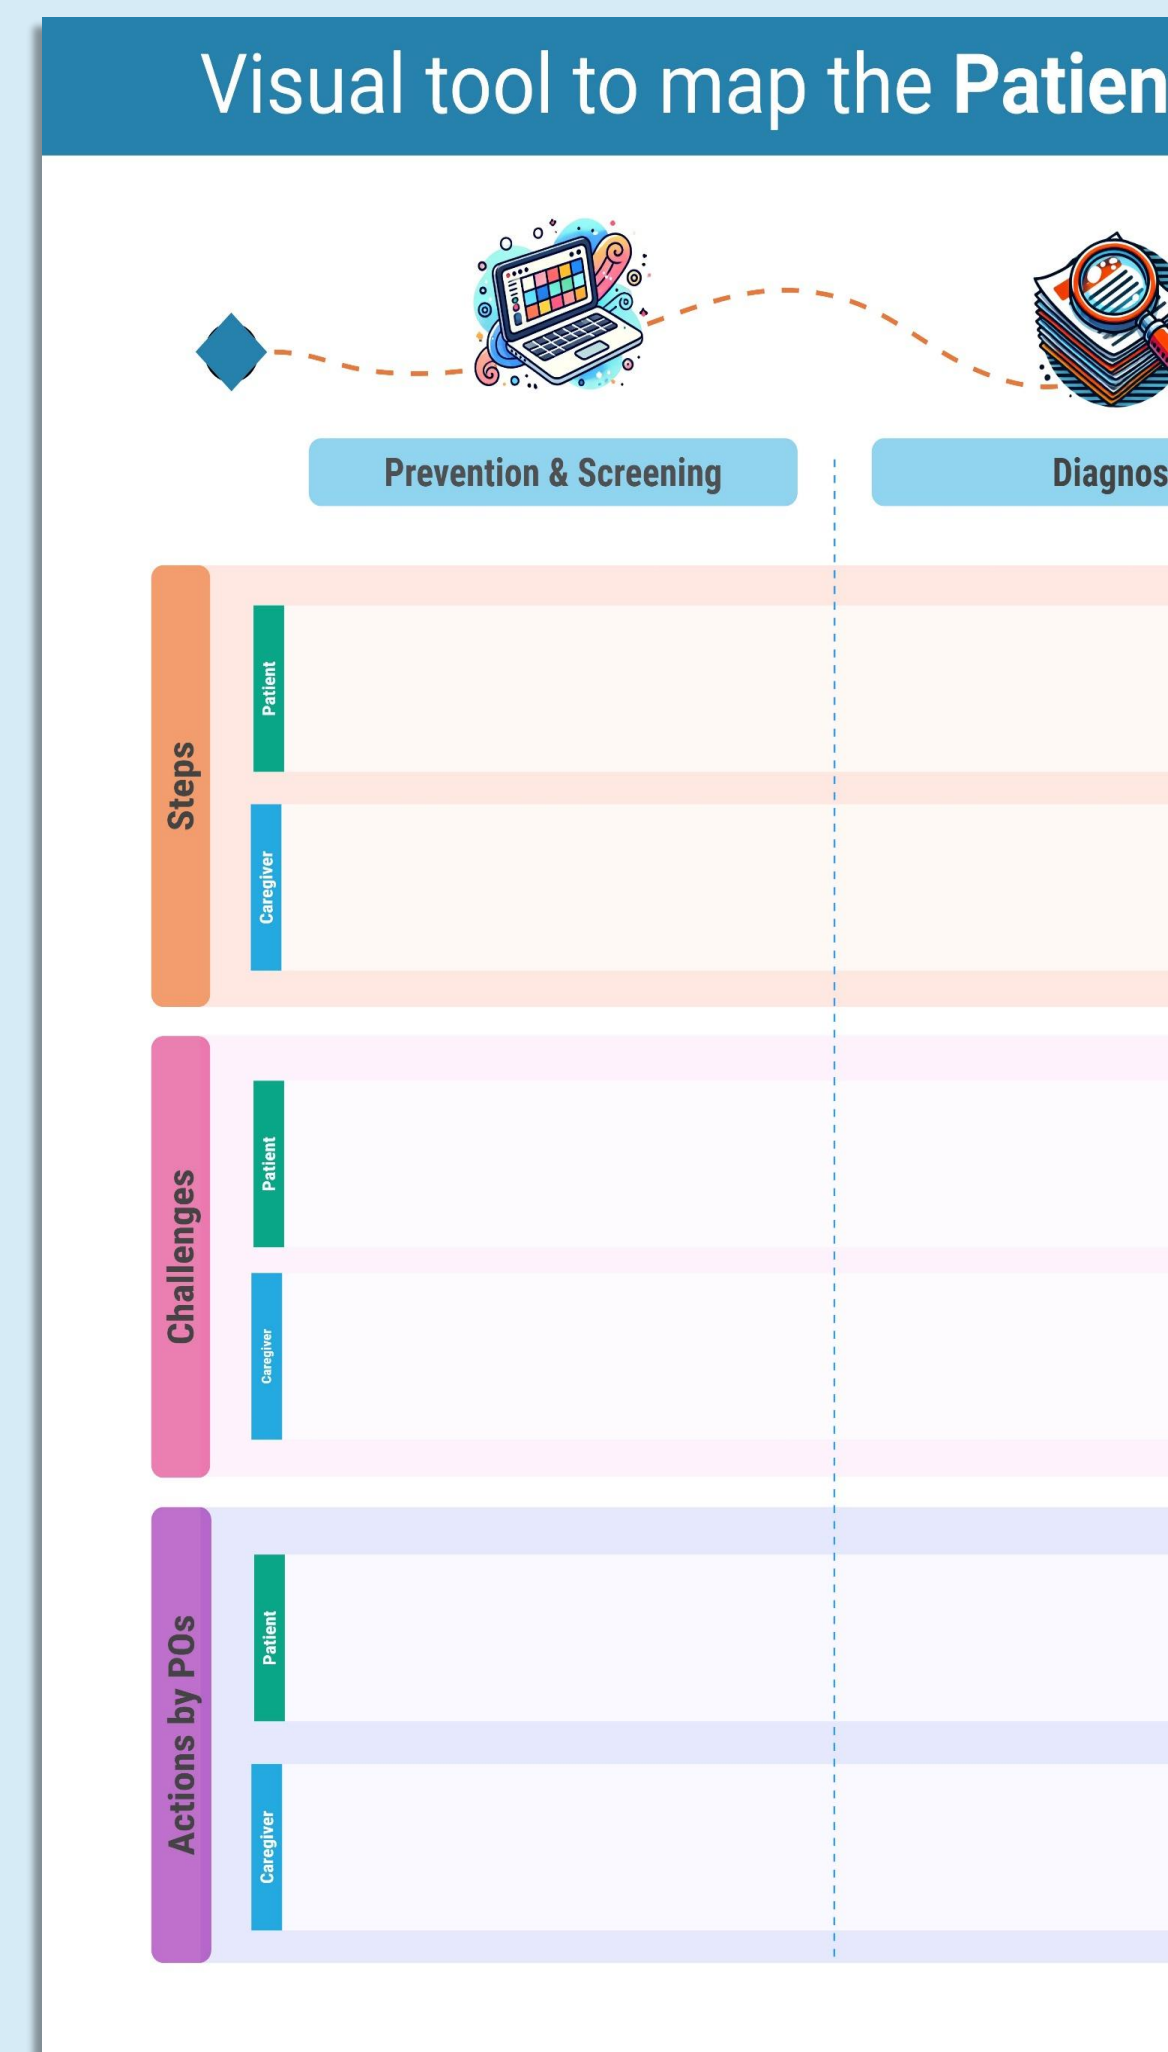 Visual tool to map the Patien
Prevention & Screening
Diagnos
Steps
Patient
Caregiver
Challenges
Patient
Caregiver
Actions by POs
Patient
Caregiver